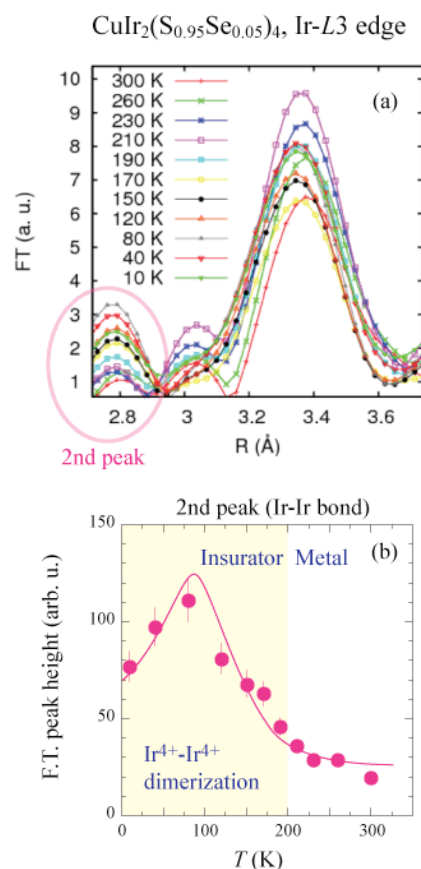 CuIr2(S0.95Se0.05)4, Ir-L3 edge
(a)
10
9
8
7
6
5
4
3
2
1
FT (a. u.)
300 K
260 K
230 K
210 K
190 K
170 K
150 K
120 K
80 K
40 K
10 K
2.8 3 3.2 3.4 3.6
R (Å)
2nd peak
2nd peak (Ir-Ir bond)
150
100
50
0
F.T. peak height (arb. u.)
Insurator Metal
(b)
Ir4+-Ir4+
dimerization
0 100 200 300
T (K)